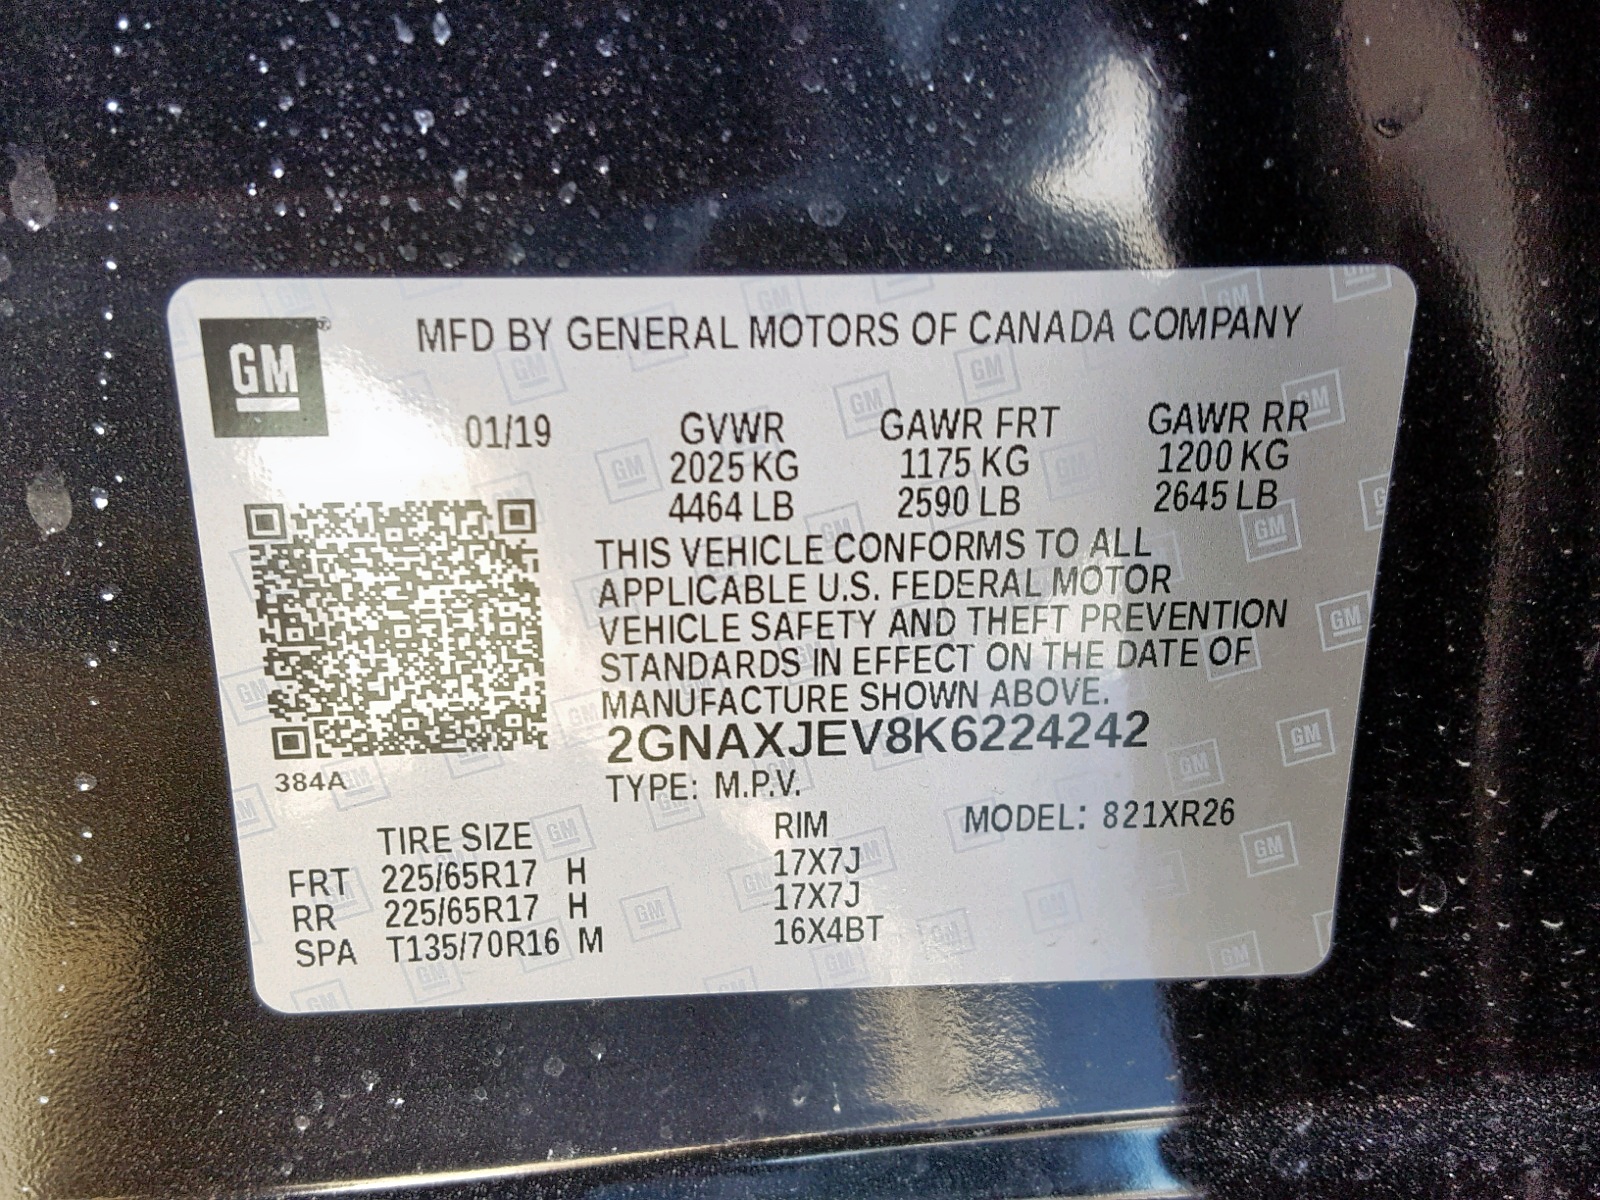 GM
MFD BY GENERAL MOTORS OF CANADA COMPANY
01/19 GVWR GAWR FRT GAWR RR
2025 KG 1175 KG 1200 KG
4464 LB 2590 LB 2645 LB
THIS VEHICLE CONFORMS TO ALL
APPLICABLE U.S. FEDERAL MOTOR
VEHICLE SAFETY AND THEFT PREVENTION
STANDARDS IN EFFECT ON THE DATE OF
MANUFACTURE SHOWN ABOVE.
2GNAXJEV8K6224242
384A
TYPE: M.P.V.
MODEL: 821XR26
TIRE SIZE RIM
FRT 225/65R17 H 17X7J
RR 225/65R17 H 17X7J
SPA T135/70R16 M 16X4BT